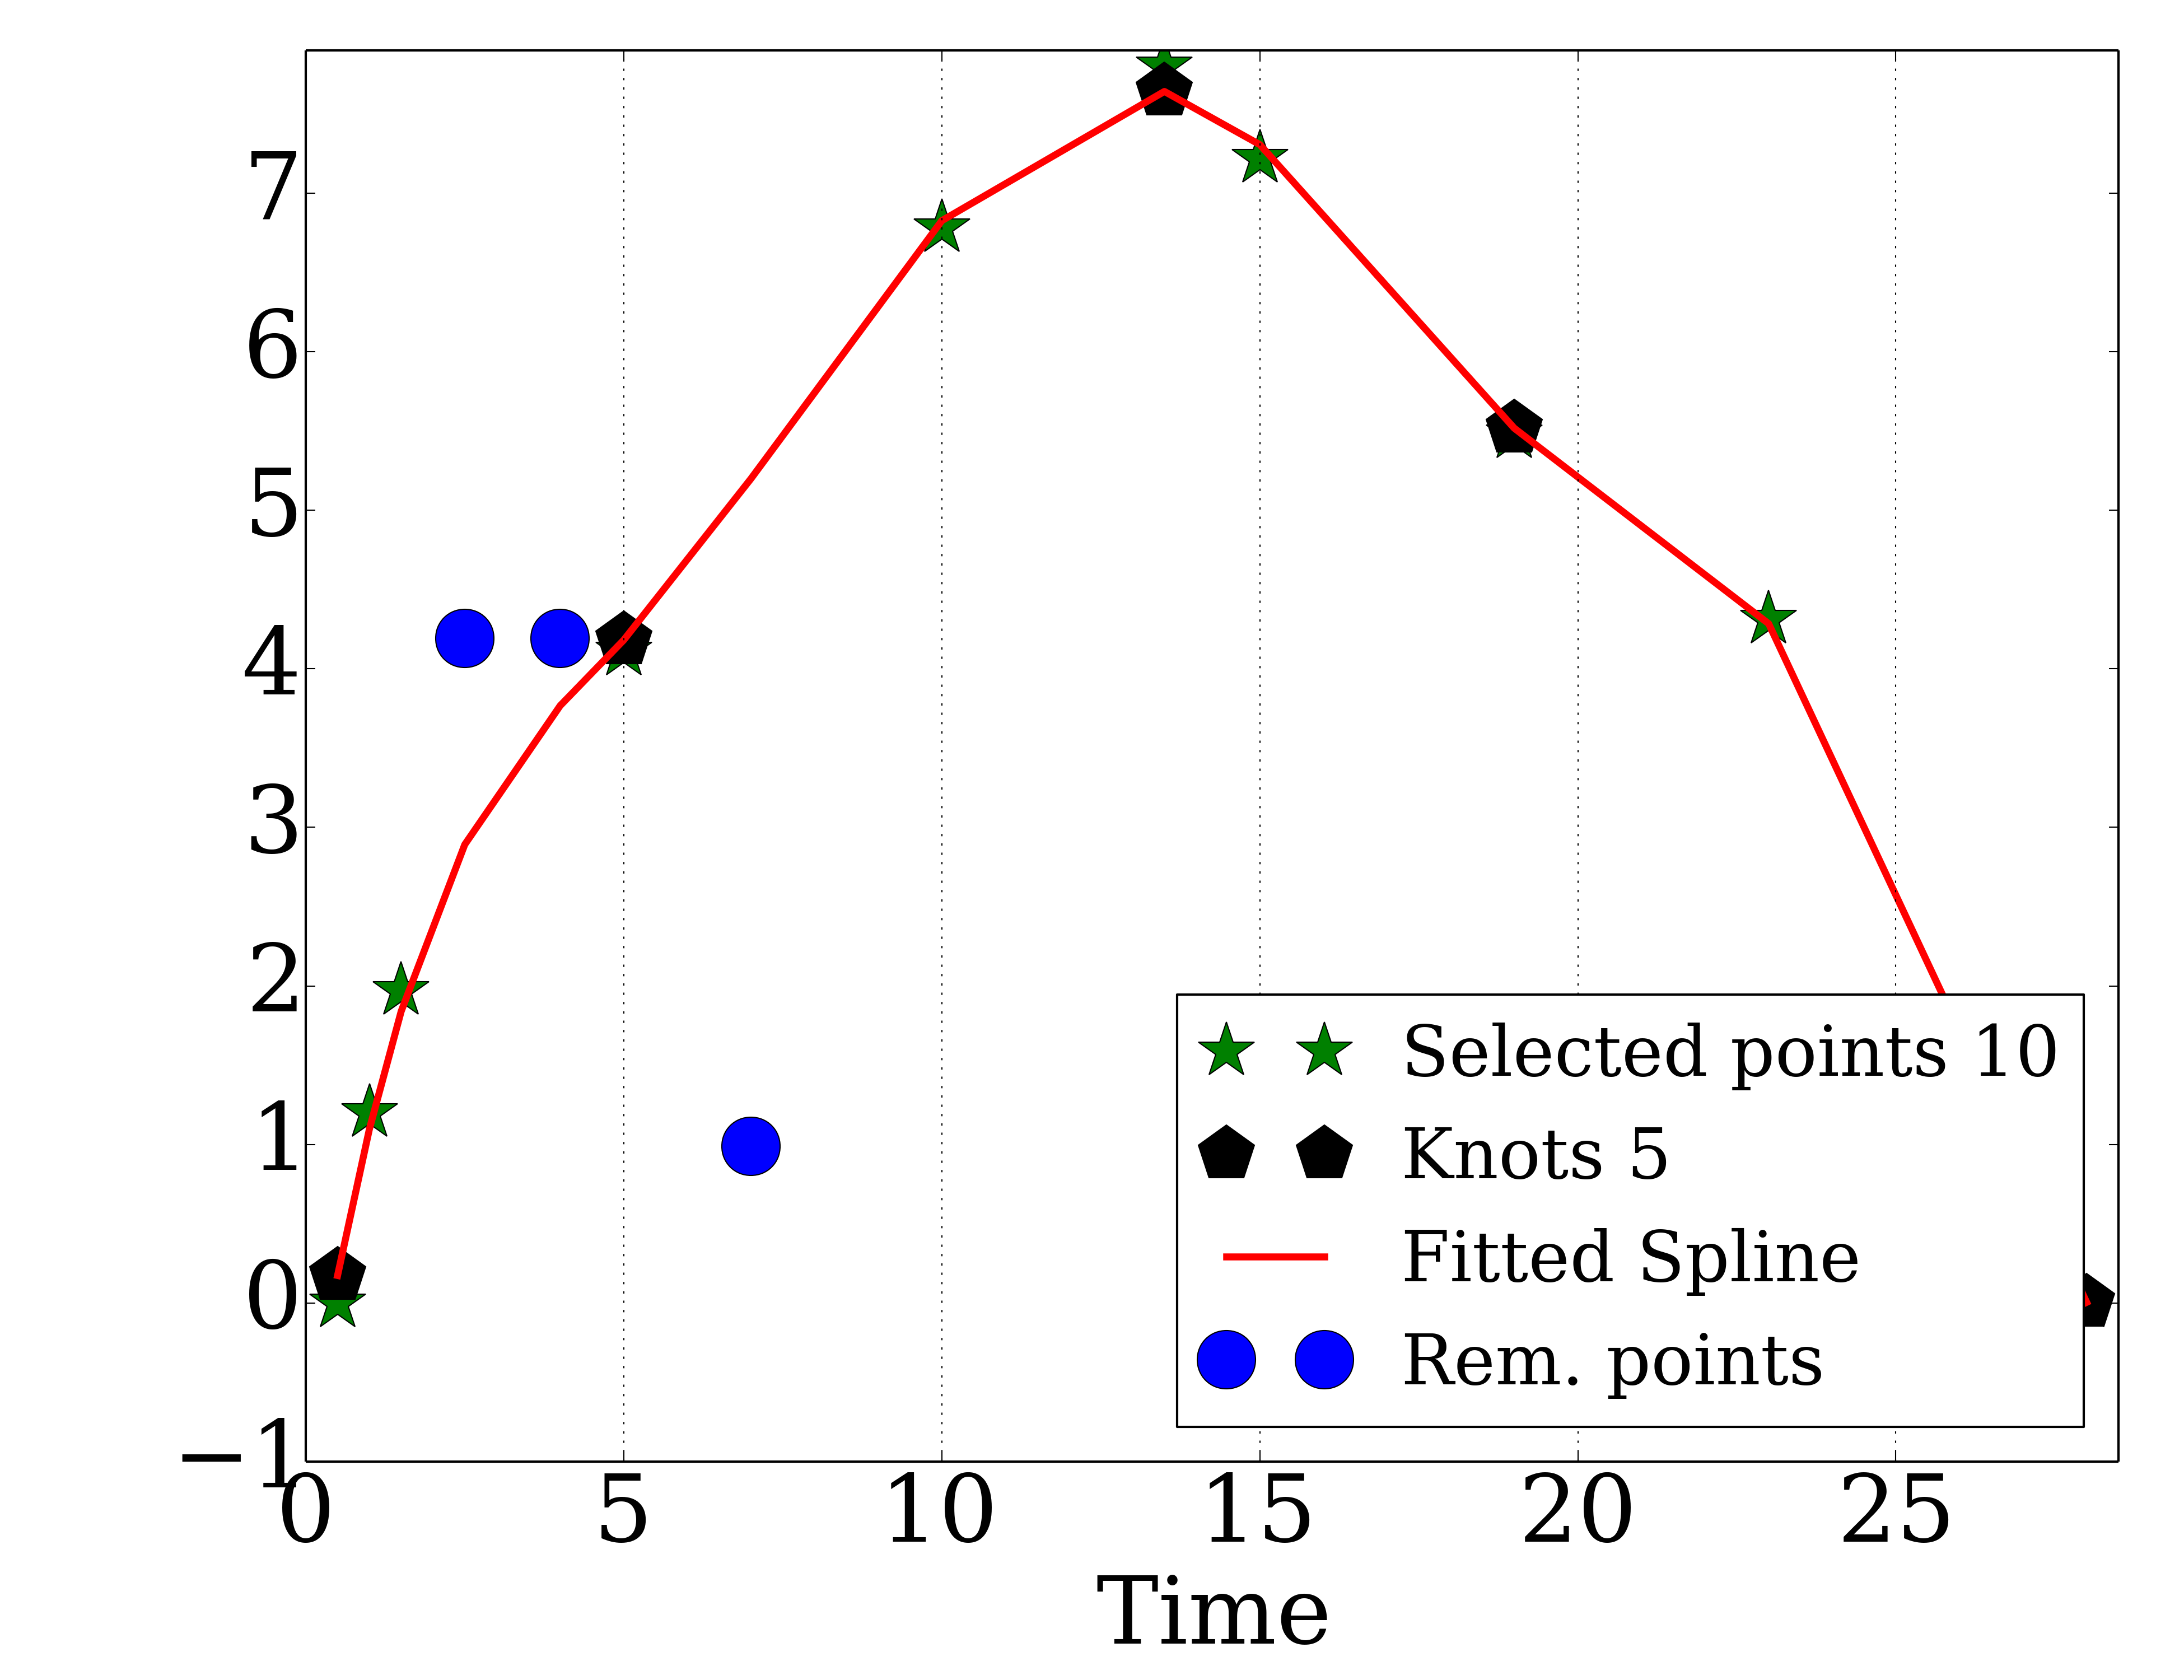 7
6
5
4
3
2
1
0
−1
Selected points 10
Knots 5
Fitted Spline
Rem. points
0 5 10 15 20 25
Time